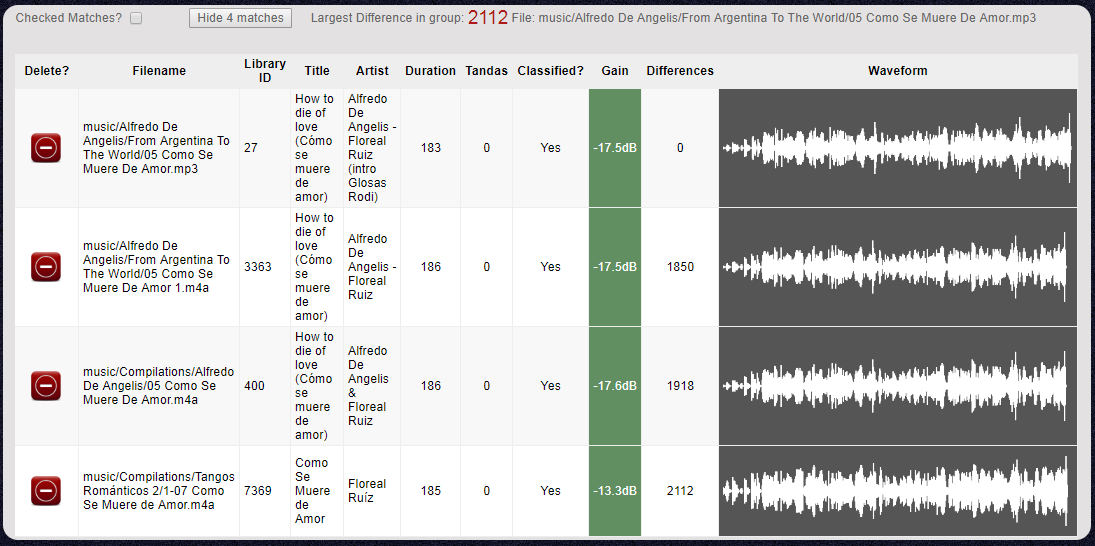 Checked Matches?
Hide 4 matches
Largest Difference in group: 2112 File: music/Alfredo De Angelis/From Argentina To The World/05 Como Se Muere De Amor.mp3
Delete?
Filename
Library
ID
Title
Artist
Duration
Tandas
Classified?
Gain
Differences
Waveform
music/Alfredo De
Angelis/From Argentina To
The World/05 Como Se
Muere De Amor.mp3
27
How to
die of
love
(Cómo
se
muere
de
amor)
Alfredo
De
Angelis -
Floreal
Ruiz
(intro
Glosas
Rodi)
183
0
Yes
-17.5dB
0
music/Alfredo De
Angelis/From Argentina To
The World/05 Como Se
Muere De Amor 1.m4a
3363
How to
die of
love
(Cómo
se
muere
de
amor)
Alfredo
De
Angelis -
Floreal
Ruiz
186
0
Yes
-17.5dB
1850
music/Compilations/Alfredo
De Angelis/05 Como Se
Muere De Amor.m4a
400
How to
die of
love
(Cómo
se
muere
de
amor)
Alfredo
De
Angelis
&
Floreal
Ruiz
186
0
Yes
-17.6dB
1918
music/Compilations/Tangos
Románticos 2/1-07 Como
Se Muere de Amor.m4a
7369
Como
Se
Muere
de
Amor
Floreal
Ruíz
185
0
Yes
-13.3dB
2112